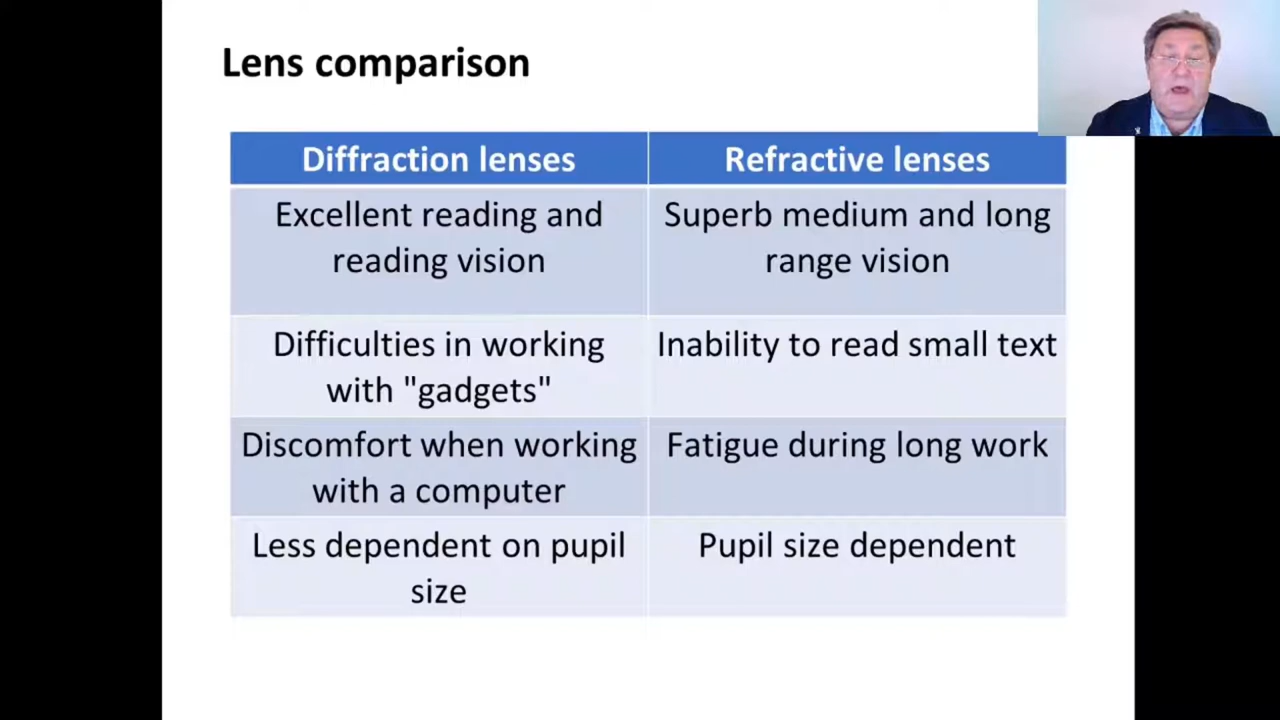 Lens comparison
Diffraction lenses
Refractive lenses
Excellent reading and
reading vision
Superb medium and long
range vision
Difficulties in working
with "gadgets"
Inability to read small text
Discomfort when working
with a computer
Fatigue during long work
Less dependent on pupil
size
Pupil size dependent